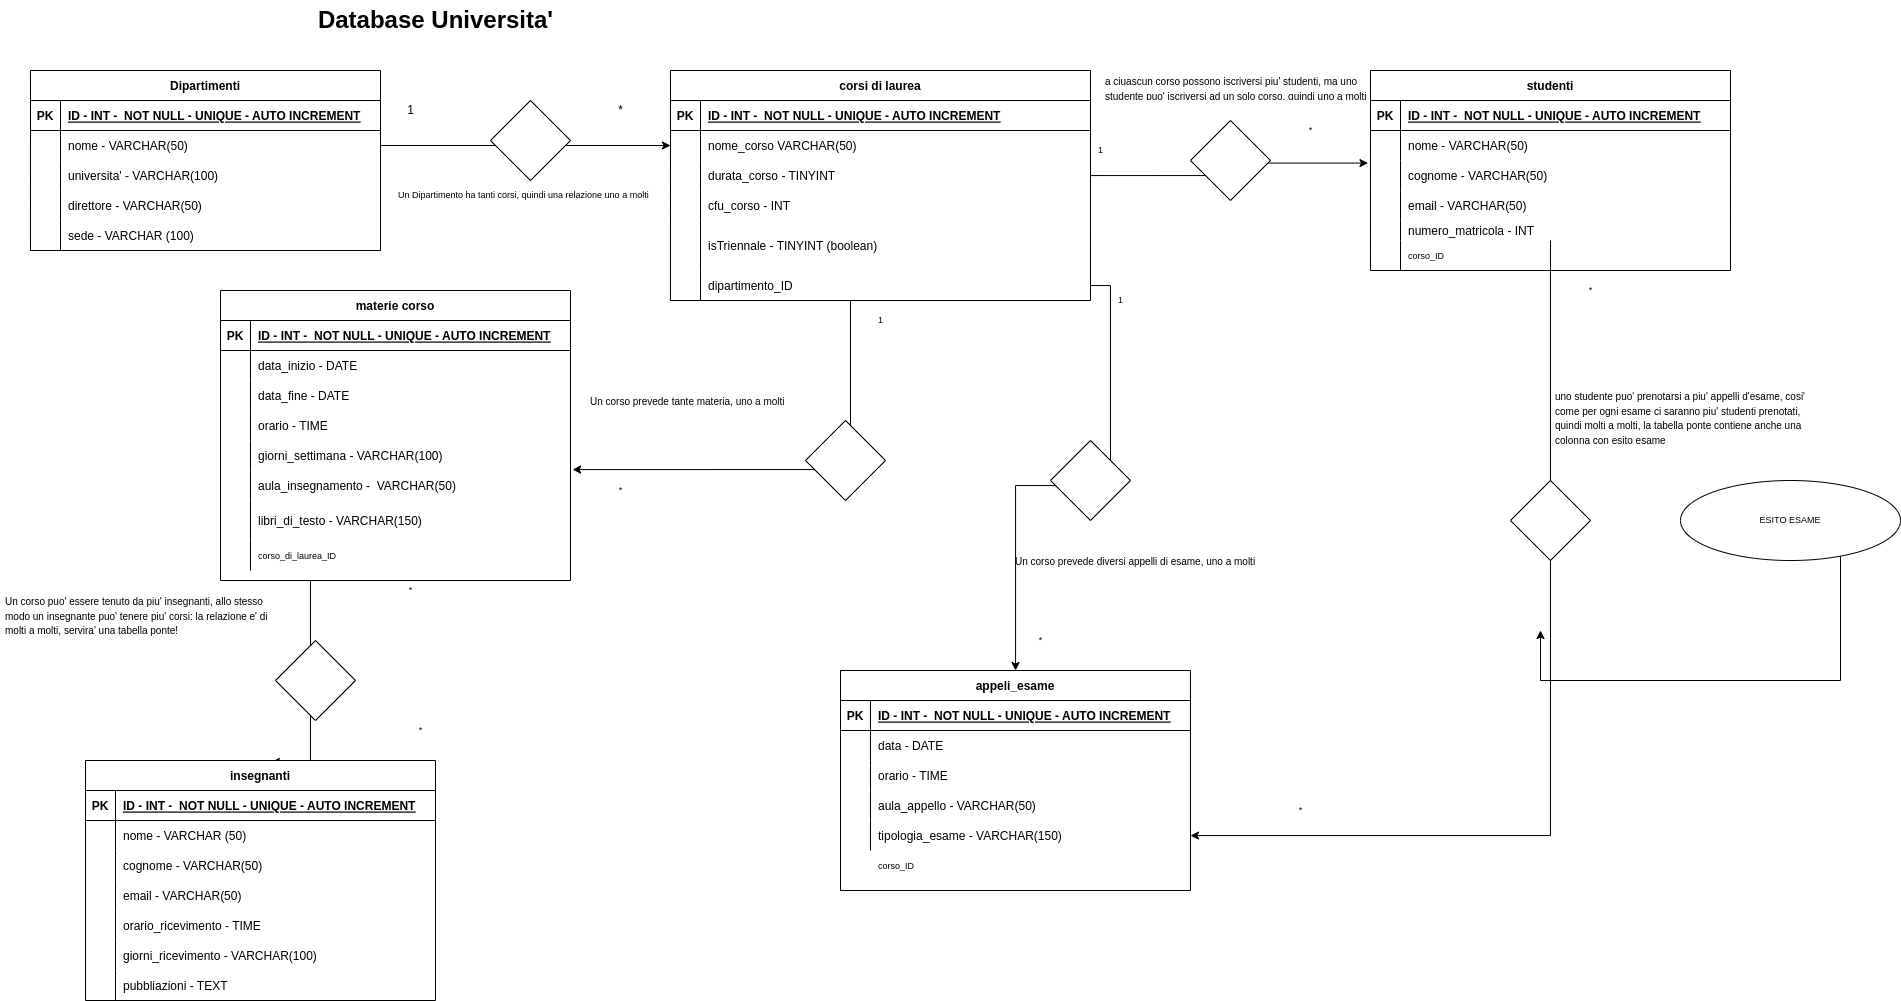 Database Universita'
Dipartimenti
PK
ID - INT - NOT NULL - UNIQUE - AUTO INCREMENT
nome - VARCHAR(50)
universita' - VARCHAR(100)
direttore - VARCHAR(50)
sede - VARCHAR (100)
1
*
Un Dipartimento ha tanti corsi, quindi una relazione uno a molti
corsi di laurea
PK
ID - INT - NOT NULL - UNIQUE - AUTO INCREMENT
nome_corso VARCHAR(50)
durata_corso - TINYINT
cfu_corso - INT
isTriennale - TINYINT (boolean)
dipartimento_ID
a ciuascun corso possono iscriversi piu' studenti, ma uno
studente puo' iscriversi ad un solo corso, quindi uno a molti
1
*
studenti
PK
ID - INT - NOT NULL - UNIQUE - AUTO INCREMENT
nome - VARCHAR(50)
cognome - VARCHAR(50)
email - VARCHAR(50)
numero_matricola - INT
corso_ID
*
materie corso
PK
ID - INT - NOT NULL - UNIQUE - AUTO INCREMENT
data_inizio - DATE
data_fine - DATE
orario - TIME
giorni_settimana - VARCHAR(100)
aula_insegnamento - VARCHAR(50)
libri_di_testo - VARCHAR(150)
corso_di_laurea_ID
1
Un corso prevede tante materia, uno a molti
*
1
Un corso prevede diversi appelli di esame, uno a molti
*
uno studente puo' prenotarsi a piu' appelli d'esame, cosi'
come per ogni esame ci saranno piu' studenti prenotati,
quindi molti a molti, la tabella ponte contiene anche una
colonna con esito esame
ESITO ESAME
*
Un corso puo' essere tenuto da piu' insegnanti, allo stesso
modo un insegnante puo' tenere piu' corsi: la relazione e' di
molti a molti, servira' una tabella ponte!
*
insegnanti
PK
ID - INT - NOT NULL - UNIQUE - AUTO INCREMENT
nome - VARCHAR (50)
cognome - VARCHAR(50)
email - VARCHAR(50)
orario_ricevimento - TIME
giorni_ricevimento - VARCHAR(100)
pubbliazioni - TEXT
appeli_esame
PK
ID - INT - NOT NULL - UNIQUE - AUTO INCREMENT
data - DATE
orario - TIME
aula_appello - VARCHAR(50)
tipologia_esame - VARCHAR(150)
corso_ID
*